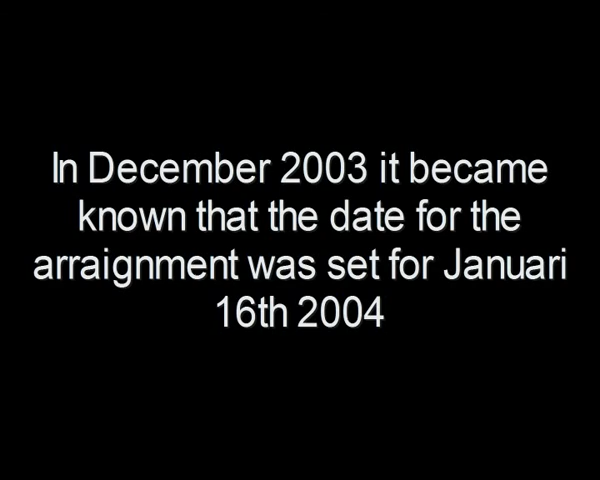 In December 2003 it became
known that the date for the
arraignment was set for Januari
16th 2004